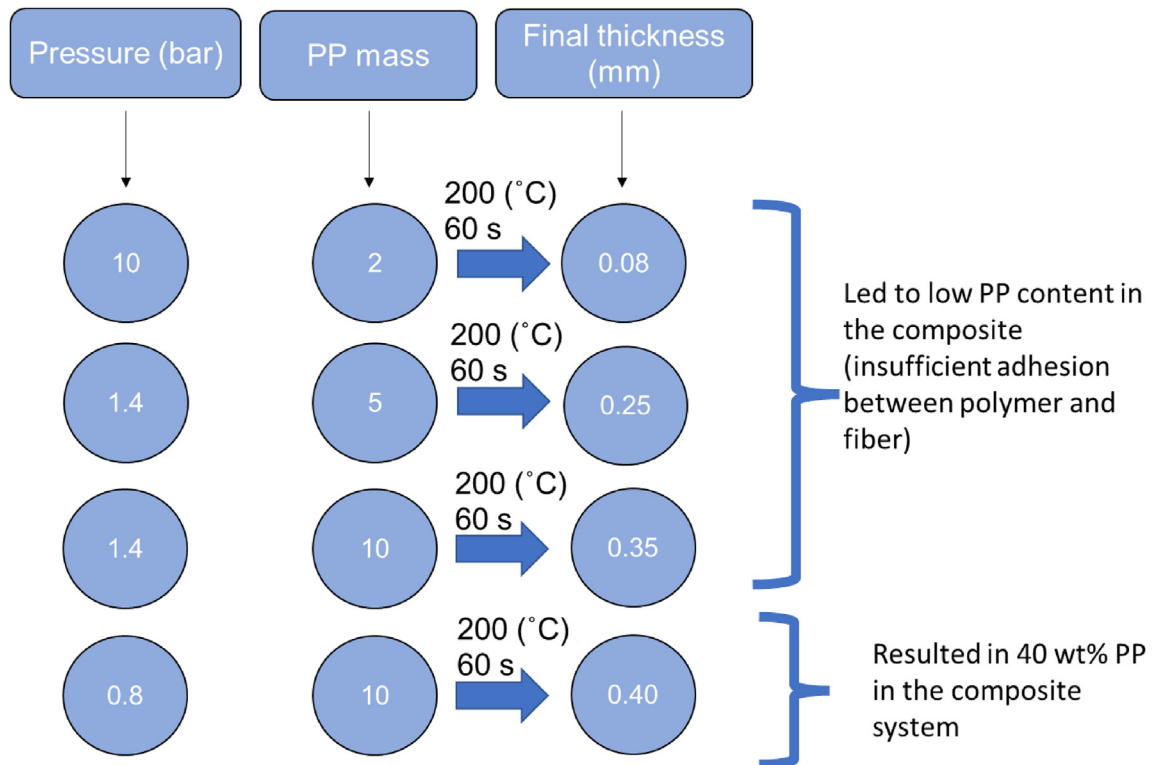 Pressure (bar)
PP mass
Final thickness
(mm)
200 (˚C)
60 s
10
2
0.08
200 (˚C)
60 s
1.4
5
0.25
200 (˚C)
60 s
1.4
10
0.35
200 (˚C)
60 s
0.8
10
0.40
Led to low PP content in
the composite
(insufficient adhesion
between polymer and
fiber)
Resulted in 40 wt% PP
in the composite
system